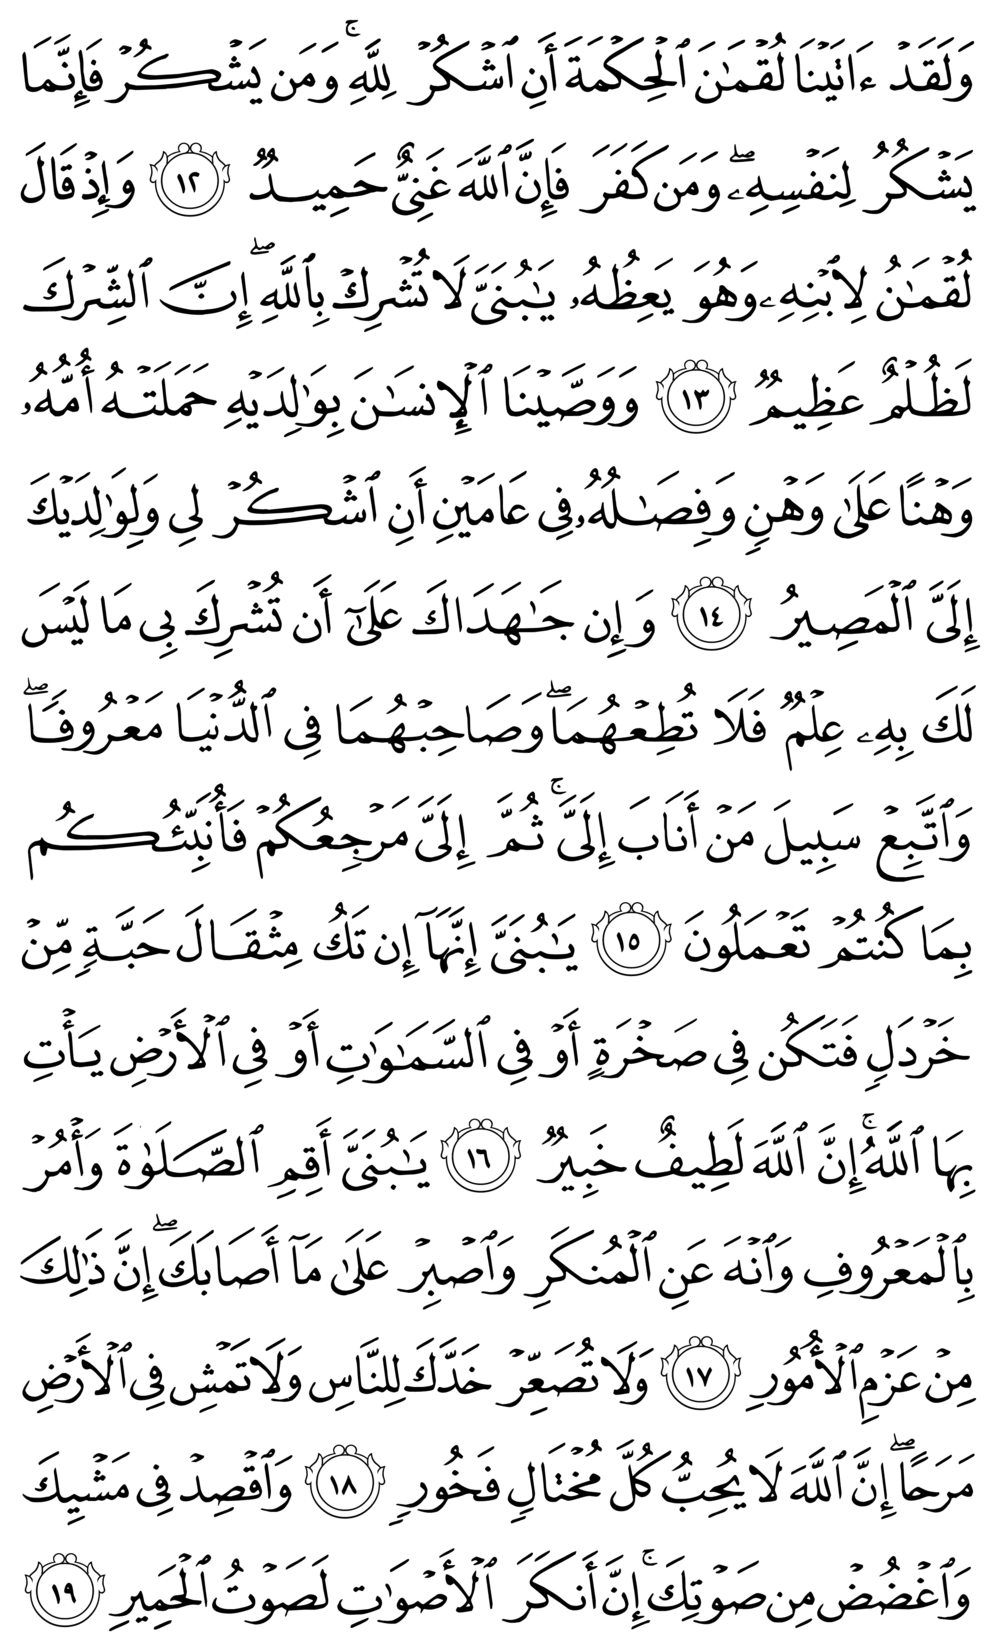 وَلَقَدْ ءَاتَيْنَا لُقْمَٰنَ ٱلْحِكْمَةَ أَنِ ٱشْكُرْ لِلَّهِ ۚ وَمَن يَشْكُرْ فَإِنَّمَا
يَشْكُرُ لِنَفْسِهِۦ ۖ وَمَن كَفَرَ فَإِنَّ ٱللَّهَ غَنِىٌّ حَمِيدٌ ١٢ وَإِذْ قَالَ
لُقْمَٰنُ لِٱبْنِهِۦ وَهُوَ يَعِظُهُۥ يَٰبُنَىَّ لَا تُشْرِكْ بِٱللَّهِ ۖ إِنَّ ٱلشِّرْكَ
لَظُلْمٌ عَظِيمٌ ١٣ وَوَصَّيْنَا ٱلْإِنسَٰنَ بِوَٰلِدَيْهِ حَمَلَتْهُ أُمُّهُۥ
وَهْنًا عَلَىٰ وَهْنٍ وَفِصَٰلُهُۥ فِى عَامَيْنِ أَنِ ٱشْكُرْ لِى وَلِوَٰلِدَيْكَ
إِلَىَّ ٱلْمَصِيرُ ١٤ وَإِن جَٰهَدَاكَ عَلَىٰٓ أَن تُشْرِكَ بِى مَا لَيْسَ
لَكَ بِهِۦ عِلْمٌ فَلَا تُطِعْهُمَا ۖ وَصَاحِبْهُمَا فِى ٱلدُّنْيَا مَعْرُوفًا ۖ
وَٱتَّبِعْ سَبِيلَ مَنْ أَنَابَ إِلَىَّ ۚ ثُمَّ إِلَىَّ مَرْجِعُكُمْ فَأُنَبِّئُكُم
بِمَا كُنتُمْ تَعْمَلُونَ ١٥ يَٰبُنَىَّ إِنَّهَآ إِن تَكُ مِثْقَالَ حَبَّةٍ مِّنْ
خَرْدَلٍ فَتَكُن فِى صَخْرَةٍ أَوْ فِى ٱلسَّمَٰوَٰتِ أَوْ فِى ٱلْأَرْضِ يَأْتِ
بِهَا ٱللَّهُ ۚ إِنَّ ٱللَّهَ لَطِيفٌ خَبِيرٌ ١٦ يَٰبُنَىَّ أَقِمِ ٱلصَّلَوٰةَ وَأْمُرْ
بِٱلْمَعْرُوفِ وَٱنْهَ عَنِ ٱلْمُنكَرِ وَٱصْبِرْ عَلَىٰ مَآ أَصَابَكَ ۖ إِنَّ ذَٰلِكَ
مِنْ عَزْمِ ٱلْأُمُورِ ١٧ وَلَا تُصَعِّرْ خَدَّكَ لِلنَّاسِ وَلَا تَمْشِ فِى ٱلْأَرْضِ
مَرَحًا ۖ إِنَّ ٱللَّهَ لَا يُحِبُّ كُلَّ مُخْتَالٍ فَخُورٍ ١٨ وَٱقْصِدْ فِى مَشْيِكَ
وَٱغْضُضْ مِن صَوْتِكَ ۚ إِنَّ أَنكَرَ ٱلْأَصْوَٰتِ لَصَوْتُ ٱلْحَمِيرِ ١٩